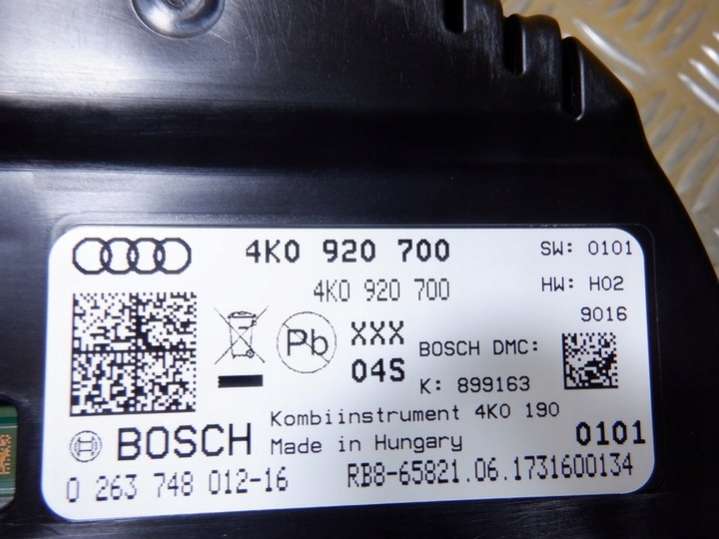 4K0 920 700
SW: 0101
4K0 920 700
HW: H02
9016
Pb
XXX
04S
BOSCH DMC:
K: 899163
Kombiinstrument 4K0 190
BOSCH
Made in Hungary
0101
0 263 748 012-16
RB8-65821.06.1731600134